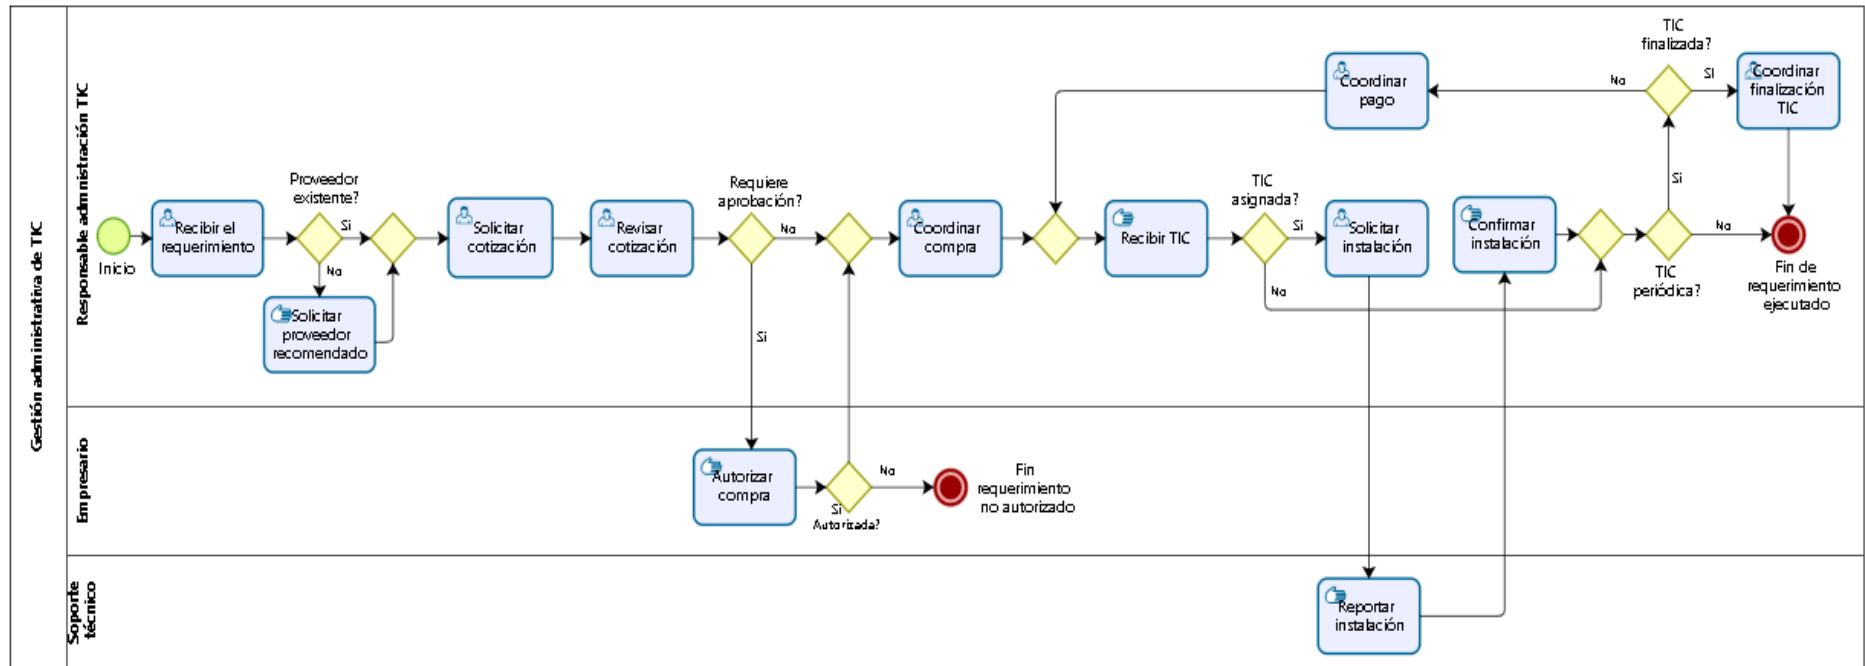 Gestión administrativa de TIC
Responsable administración TIC
Inicio
Recibir el
requerimiento
Proveedor
existente?
Si
No
Solicitar
proveedor
recomendado
Solicitar
cotización
Revisar
cotización
Requiere
aprobación?
No
Si
Coordinar
compra
Recibir TIC
TIC
asignada?
Si
No
Solicitar
instalación
Confirmar
instalación
TIC
periódica?
Si
No
TIC
finalizada?
No
SI
Coordinar
pago
Coordinar
finalización
TIC
Fin de
requerimiento
ejecutado
Empresario
Autorizar
compra
Si
Autorizada?
No
Fin
requerimiento
no autorizado
Soporte
técnico
Reportar
instalación